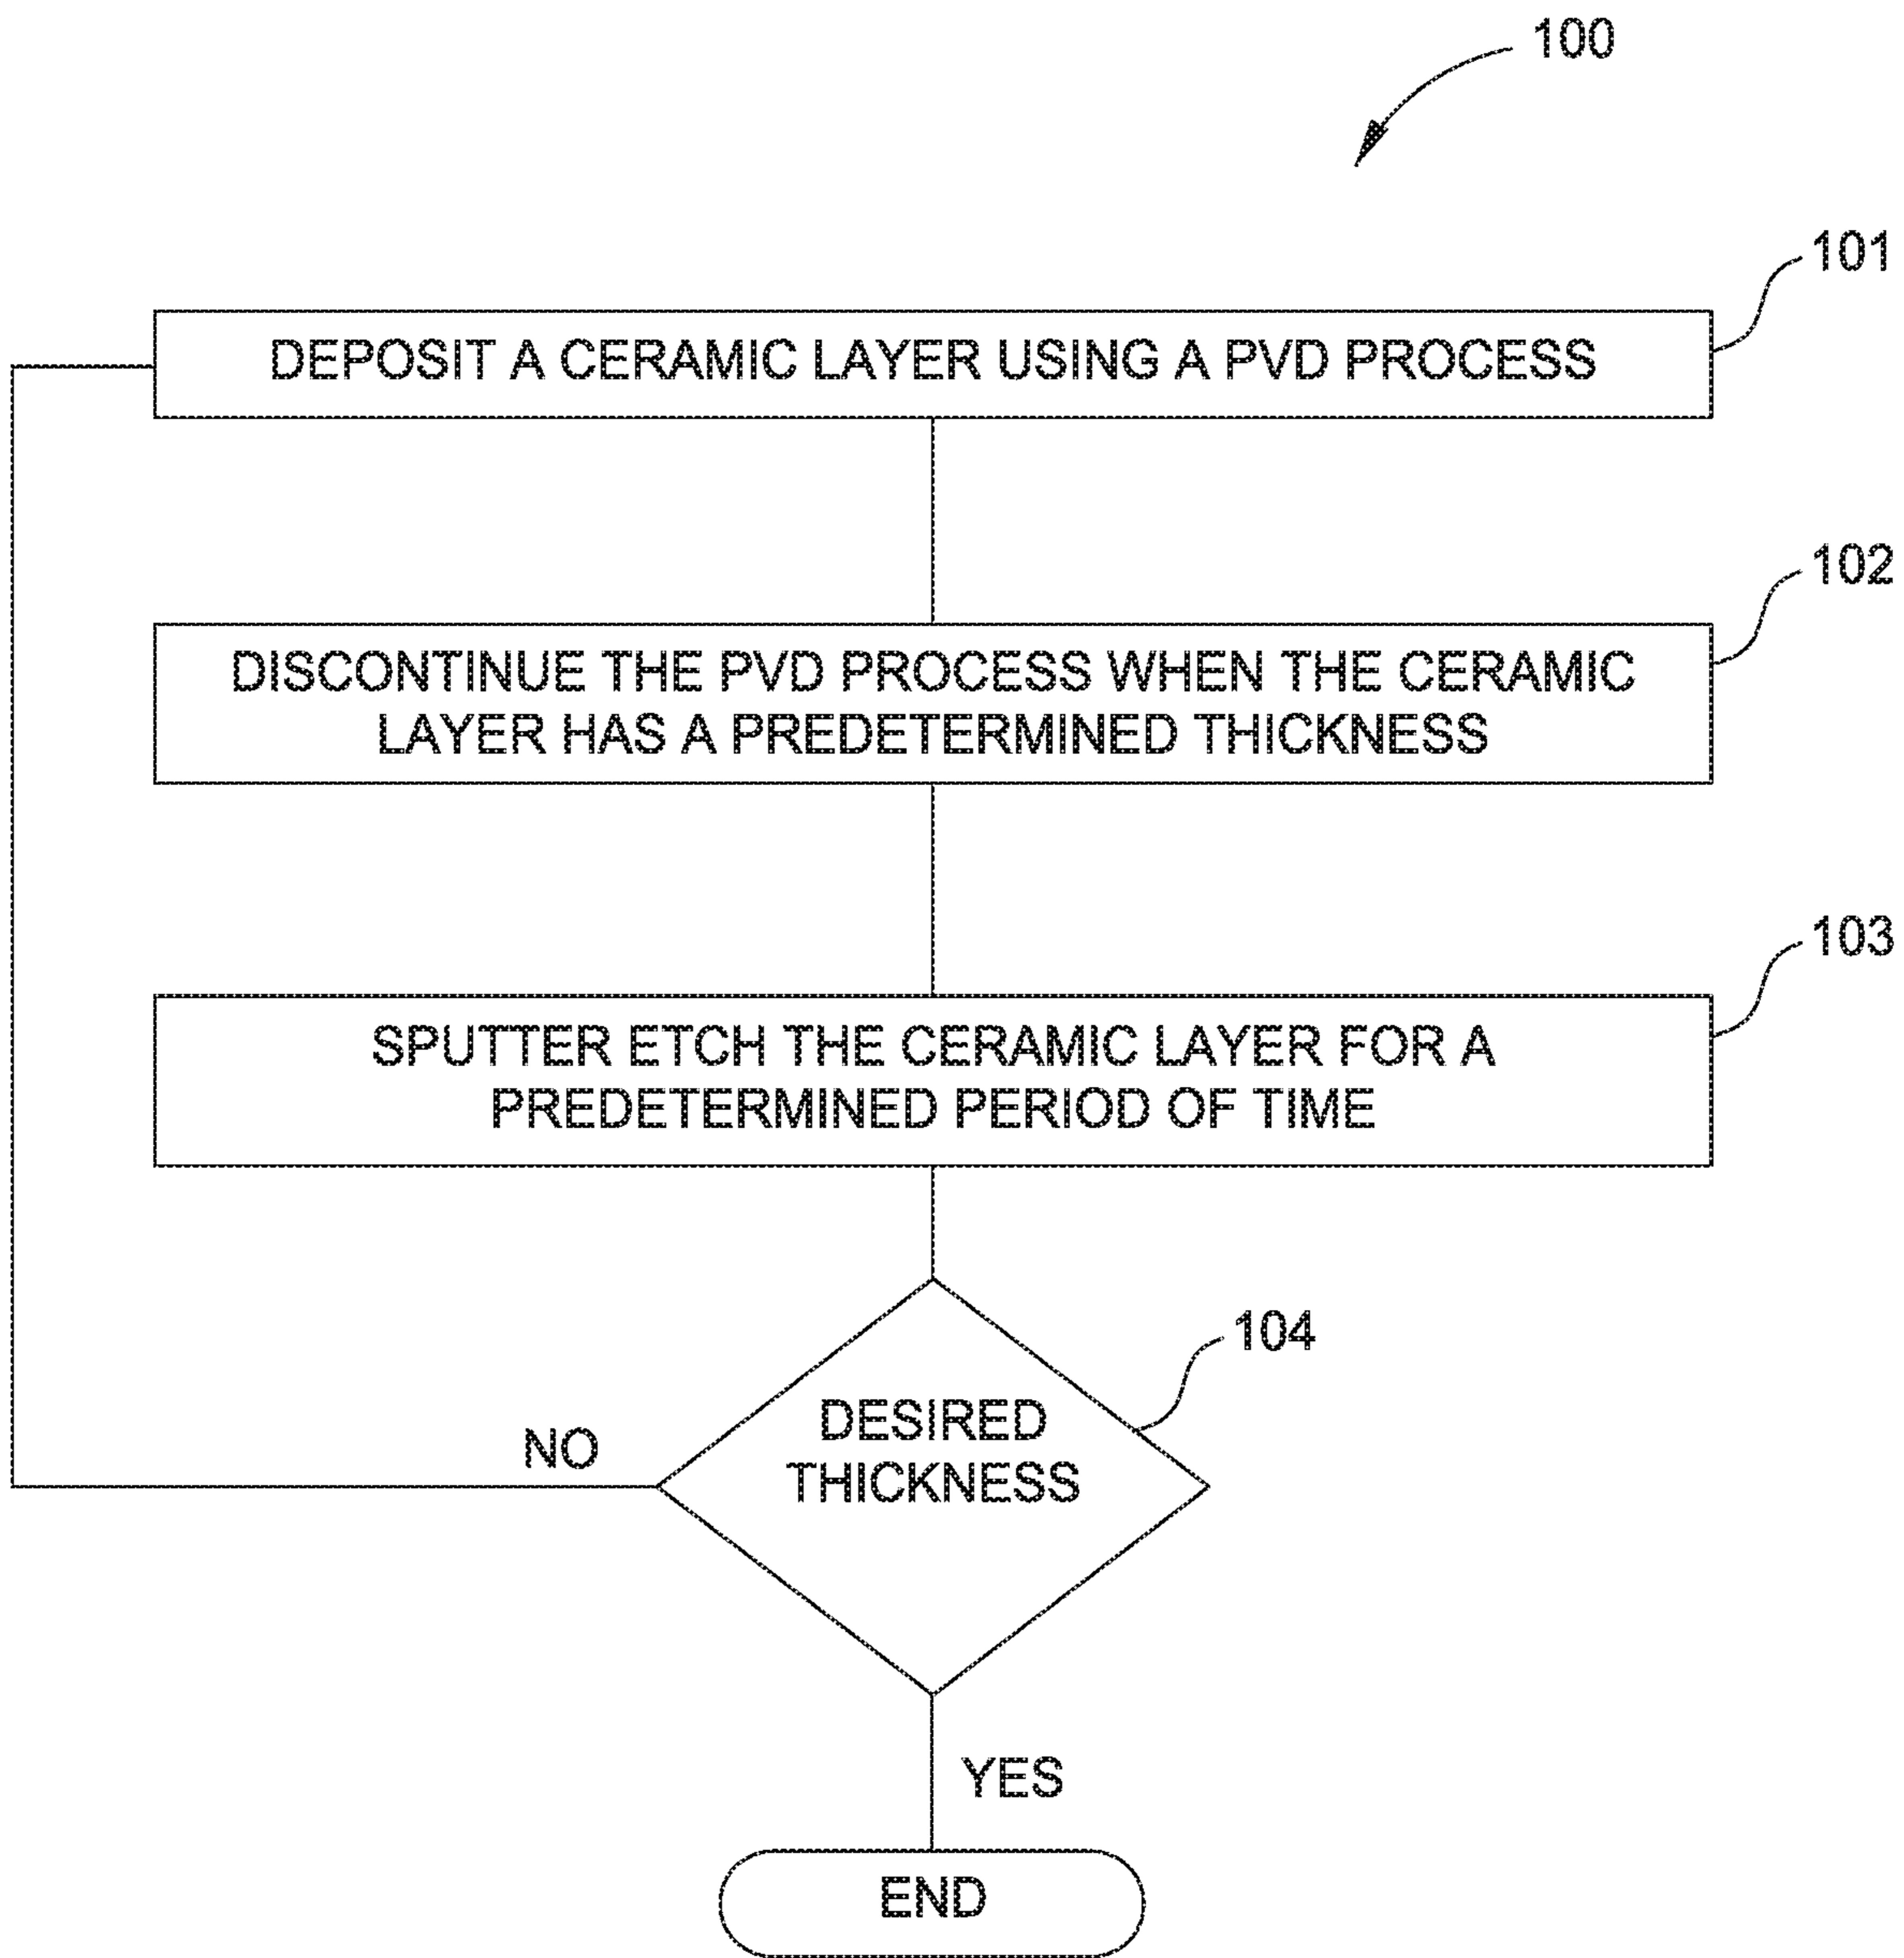 100
101
DEPOSIT A CERAMIC LAYER USING A PVD PROCESS
102
DISCONTINUE THE PVD PROCESS WHEN THE CERAMIC
LAYER HAS A PREDETERMINED THICKNESS
103
SPUTTER ETCH THE CERAMIC LAYER FOR A
PREDETERMINED PERIOD OF TIME
104
DESIRED
THICKNESS
NO
YES
END